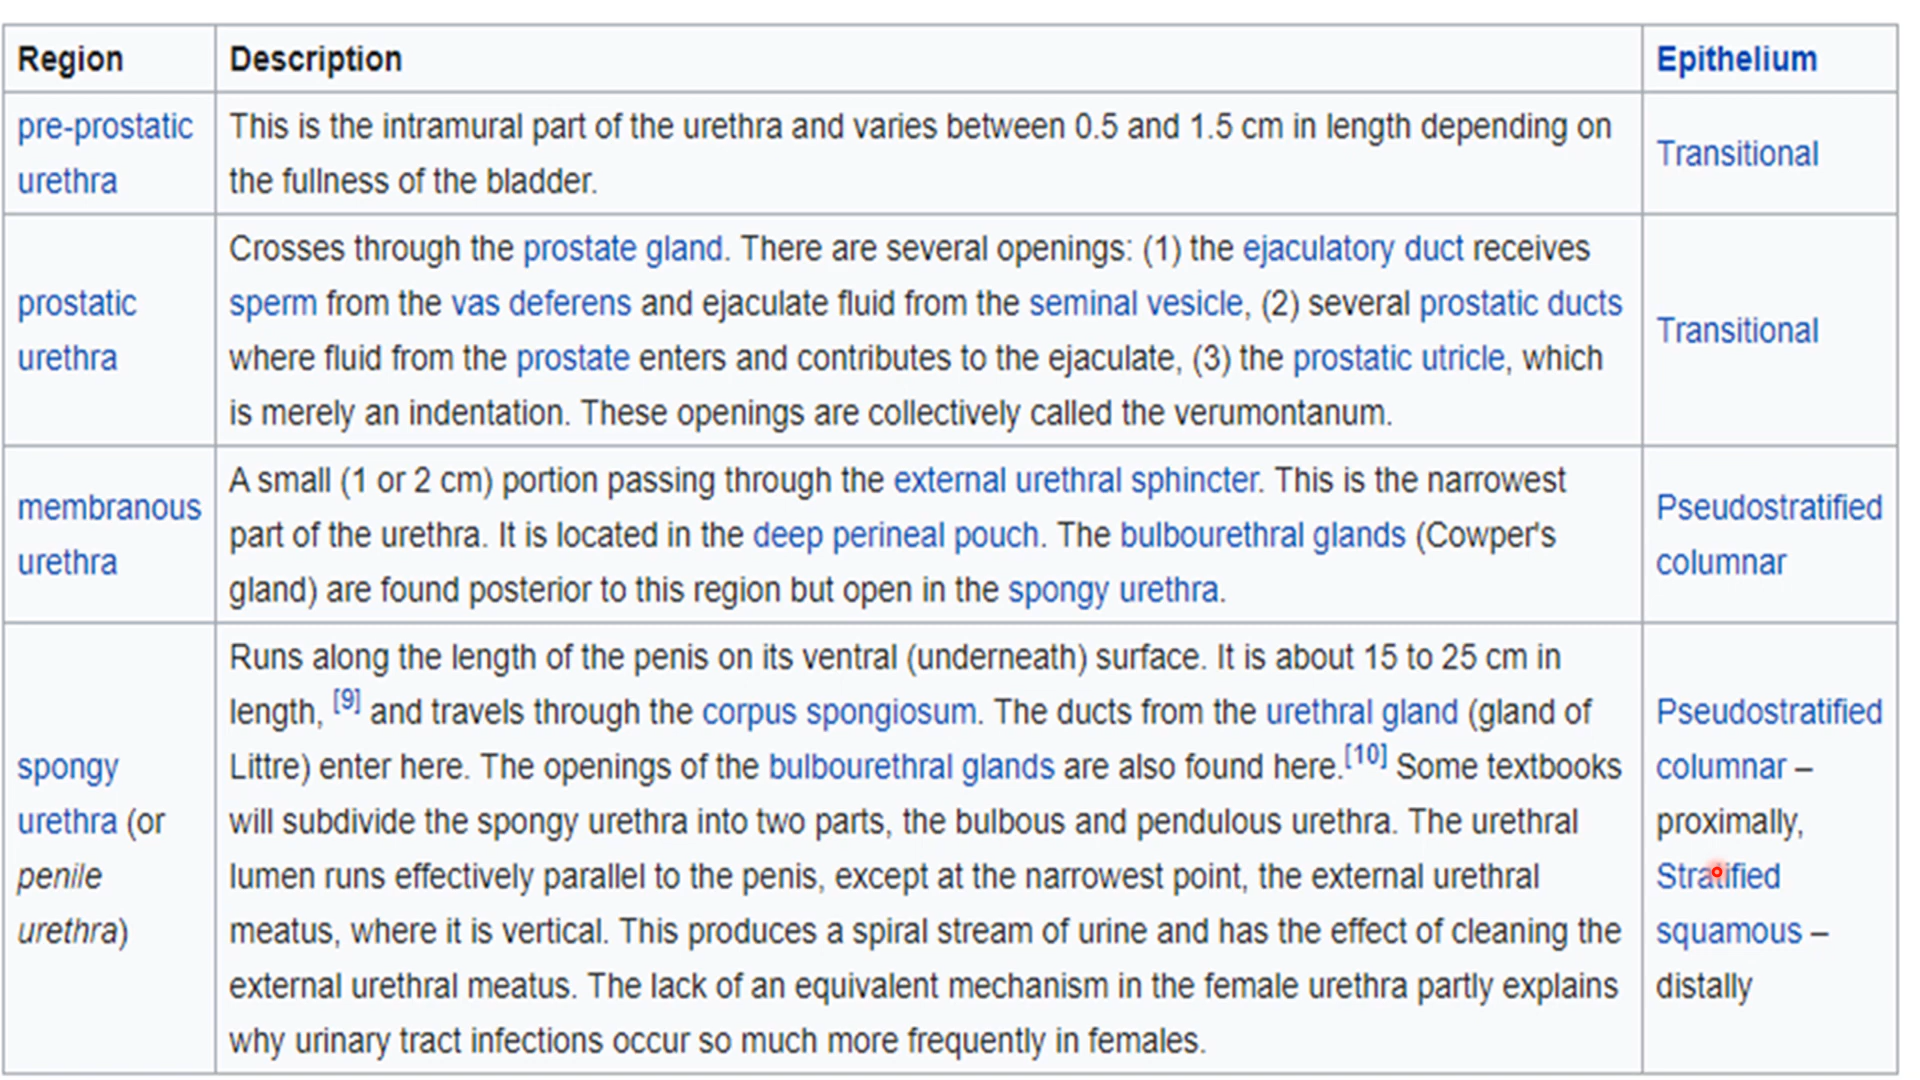 Region Description Epithelium
pre-prostatic
urethra
This is the intramural part of the urethra and varies between 0.5 and 1.5 cm in length depending on
the fullness of the bladder.
Transitional
prostatic
urethra
Crosses through the prostate gland. There are several openings: (1) the ejaculatory duct receives
sperm from the vas deferens and ejaculate fluid from the seminal vesicle, (2) several prostatic ducts
where fluid from the prostate enters and contributes to the ejaculate, (3) the prostatic utricle, which
is merely an indentation. These openings are collectively called the verumontanum.
Transitional
membranous
urethra
A small (1 or 2 cm) portion passing through the external urethral sphincter. This is the narrowest
part of the urethra. It is located in the deep perineal pouch. The bulbourethral glands (Cowper's
gland) are found posterior to this region but open in the spongy urethra.
Pseudostratified
columnar
spongy
urethra (or
penile
urethra)
Runs along the length of the penis on its ventral (underneath) surface. It is about 15 to 25 cm in
length, [9] and travels through the corpus spongiosum. The ducts from the urethral gland (gland of
Littre) enter here. The openings of the bulbourethral glands are also found here.[10] Some textbooks
will subdivide the spongy urethra into two parts, the bulbous and pendulous urethra. The urethral
lumen runs effectively parallel to the penis, except at the narrowest point, the external urethral
meatus, where it is vertical. This produces a spiral stream of urine and has the effect of cleaning the
external urethral meatus. The lack of an equivalent mechanism in the female urethra partly explains
why urinary tract infections occur so much more frequently in females.
Pseudostratified
columnar –
proximally,
Stratified
squamous –
distally